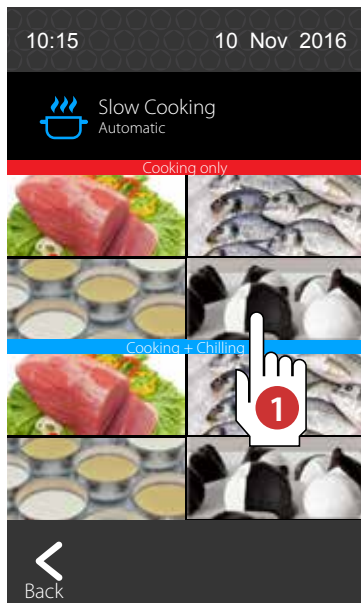 10:15 10 Nov 2016
Slow Cooking
Automatic
Cooking only
Cooking + Chilling
1
Back